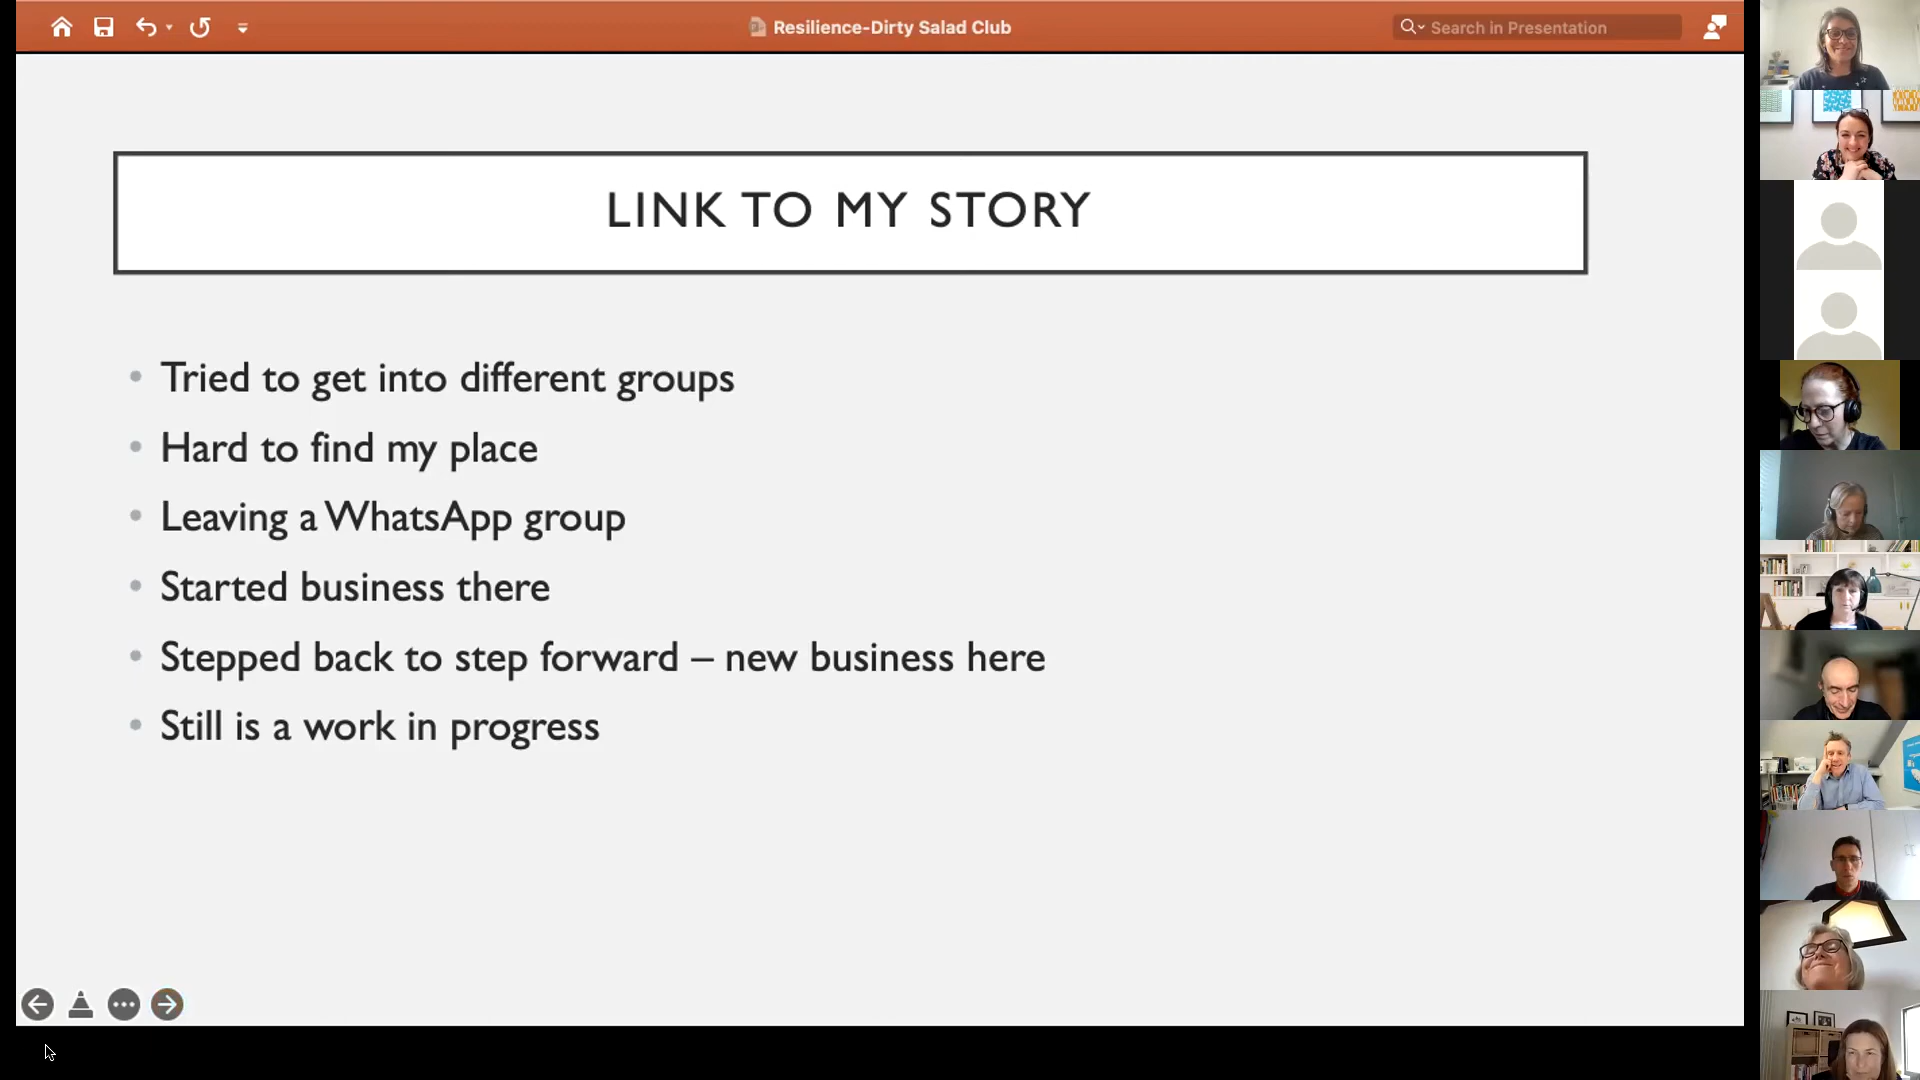 Resilience-Dirty Salad Club
Search in Presentation
LINK TO MY STORY
• Tried to get into different groups
• Hard to find my place
• Leaving a WhatsApp group
• Started business there
• Stepped back to step forward – new business here
• Still is a work in progress